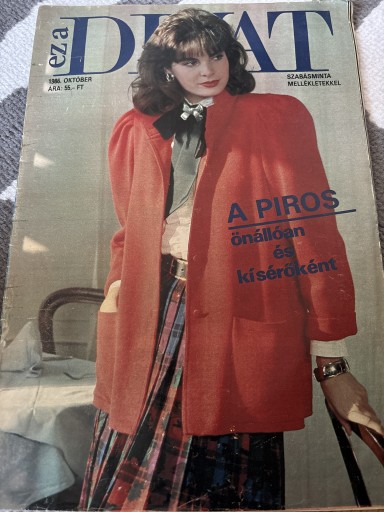 ez a
DIVAT
1986. OKTÓBER
ÁRA: 55,– FT
SZABÁSMINTA
MELLÉKLETEKKEL
A PIROS
önállóan
és
kísérőként